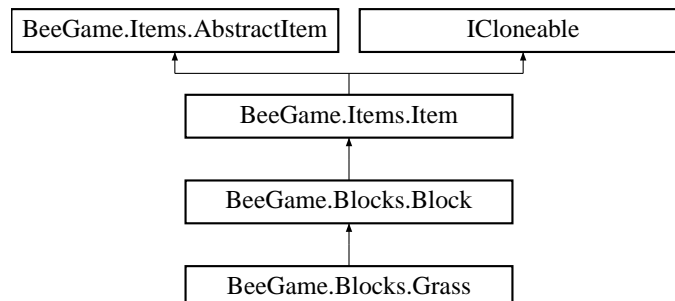 BeeGame.Items.AbstractItem
ICloneable
BeeGame.Items.Item
BeeGame.Blocks.Block
BeeGame.Blocks.Grass